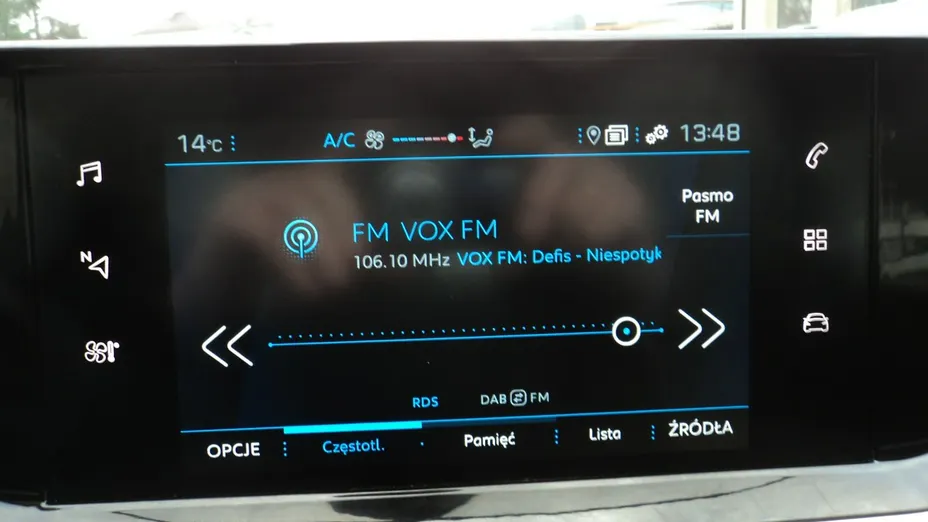 14°C A/C 13:48
Pasmo
FM
FM VOX FM
106.10 MHz VOX FM: Defis - Niespotyk
N
RDS DAB FM
OPCJE Częstotl. Pamięć Lista ŹRÓDŁA